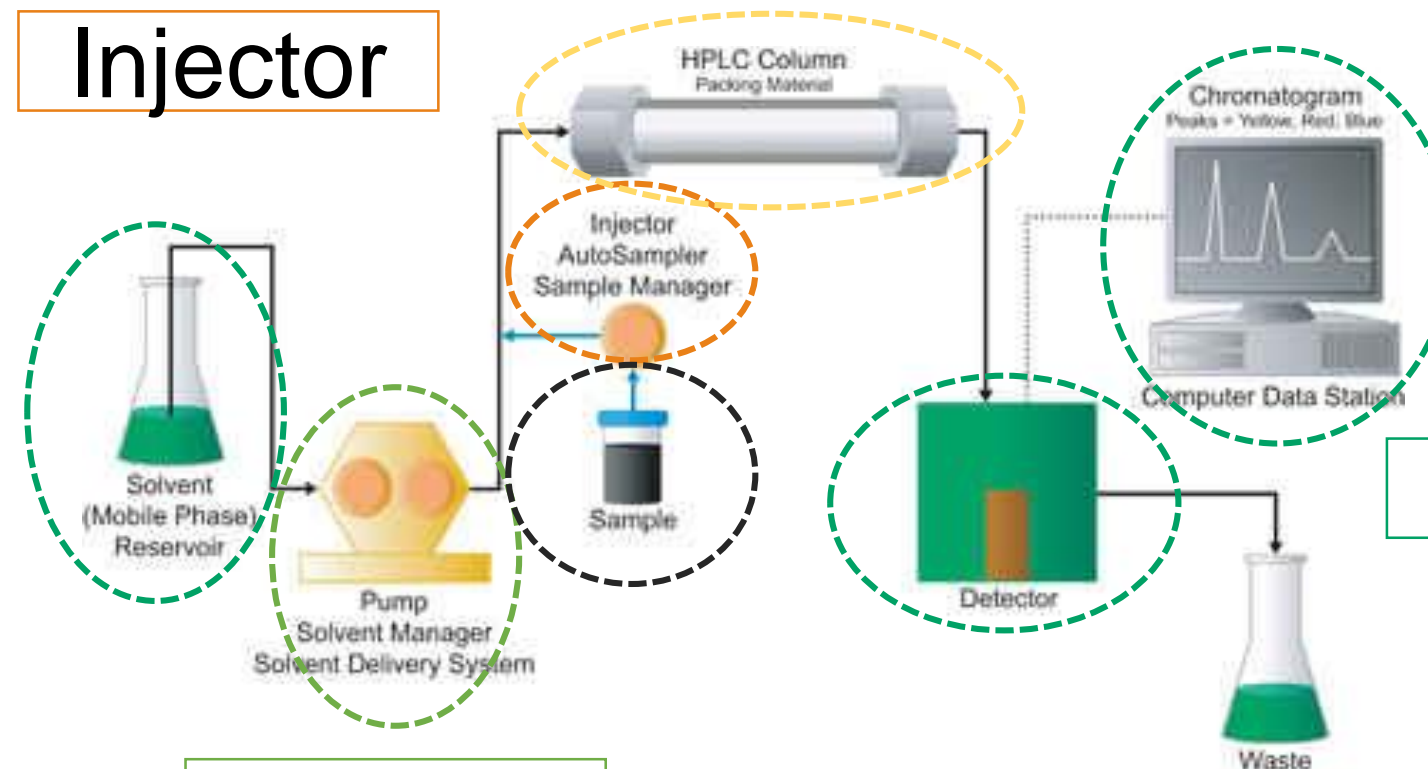 Injector
HPLC Column
Packing Material
Chromatogram
Peaks = Yellow, Red, Blue
Injector
AutoSampler
Sample Manager
Computer Data Station
Solvent
(Mobile Phase)
Reservoir
Sample
Detector
Pump
Solvent Manager
Solvent Delivery System
Waste